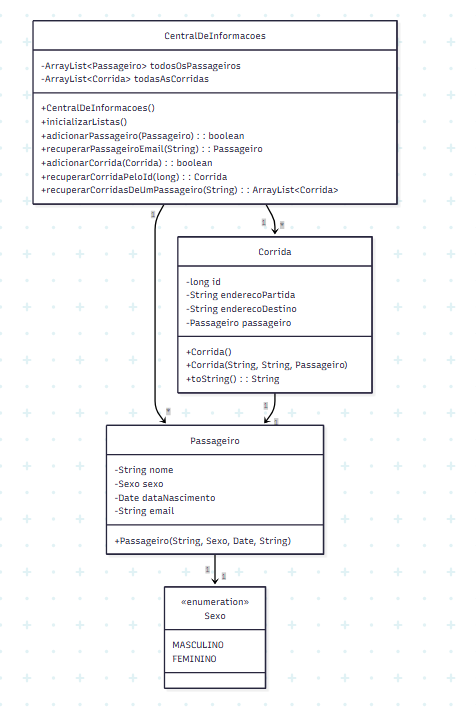 CentralDeInformacoes
-ArrayList<Passageiro> todosOsPassageiros
-ArrayList<Corrida> todasAsCorridas
+CentralDeInformacoes()
+inicializarListas()
+adicionarPassageiro(Passageiro) : : boolean
+recuperarPassageiroEmail(String) : : Passageiro
+adicionarCorrida(Corrida) : : boolean
+recuperarCorridaPeloId(long) : : Corrida
+recuperarCorridasDeUmPassageiro(String) : : ArrayList<Corrida>
1
1
*
Corrida
-long id
-String enderecoPartida
-String enderecoDestino
-Passageiro passageiro
+Corrida()
+Corrida(String, String, Passageiro)
+toString() : : String
*
1
1
Passageiro
-String nome
-Sexo sexo
-Date dataNascimento
-String email
+Passageiro(String, Sexo, Date, String)
1
1
«enumeration»
Sexo
MASCULINO
FEMININO